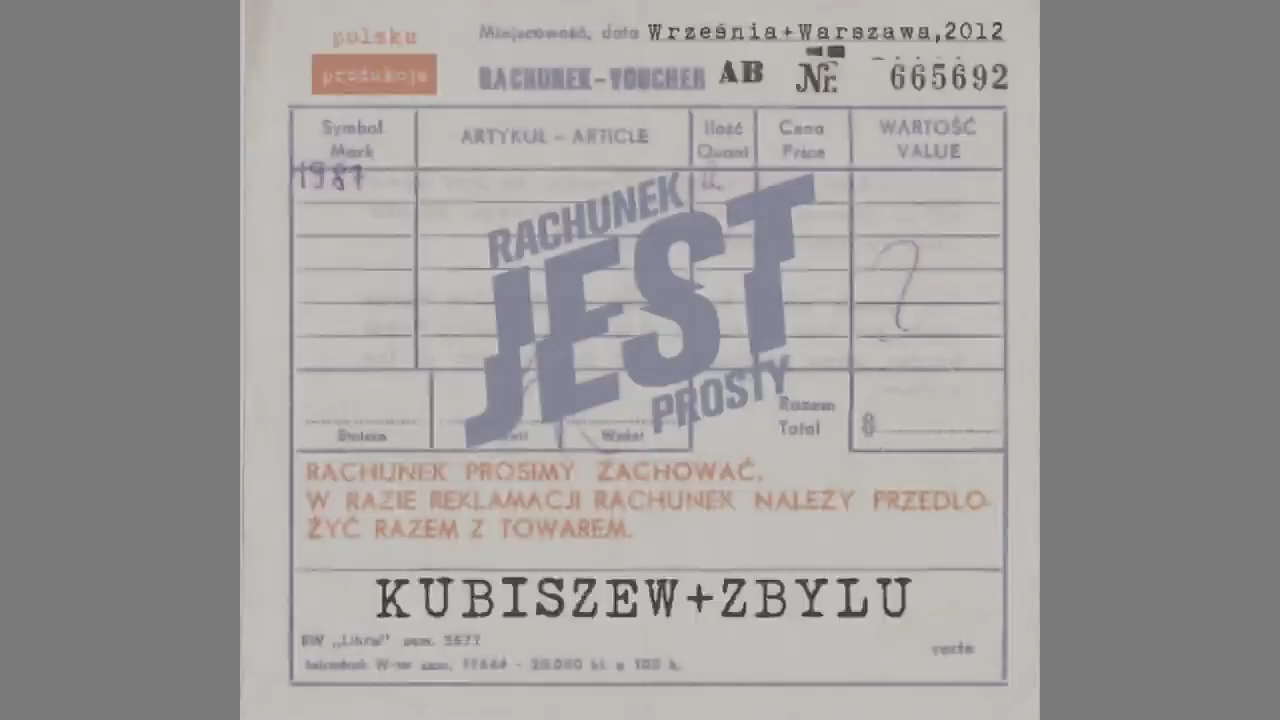 polsku
produkcja
Miejscowość, data Września+Warszawa,2012
RACHUNEK-VOUCHER AB Nr. 665692
Symbol
Mark
ARTYKUŁ - ARTICLE
Ilość
Quant
Cena
Price
WARTOŚĆ
VALUE
1987
RACHUNEK
JEST
PROSTY
Razem
Total
RACHUNEK PROSIMY ZACHOWAĆ.
W RAZIE REKLAMACJI RACHUNEK NALEŻY PRZEDŁO-
ŻYĆ RAZEM Z TOWAREM.
KUBISZEW+ZBYLU
verte